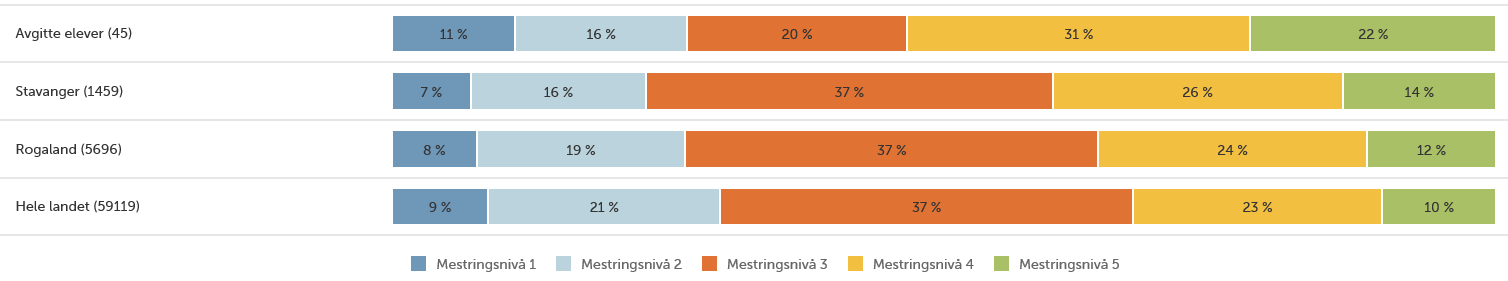 Avgitte elever (45) 11 % 16 % 20 % 31 % 22 %
Stavanger (1459) 7 % 16 % 37 % 26 % 14 %
Rogaland (5696) 8 % 19 % 37 % 24 % 12 %
Hele landet (59119) 9 % 21 % 37 % 23 % 10 %
Mestringsnivå 1 Mestringsnivå 2 Mestringsnivå 3 Mestringsnivå 4 Mestringsnivå 5